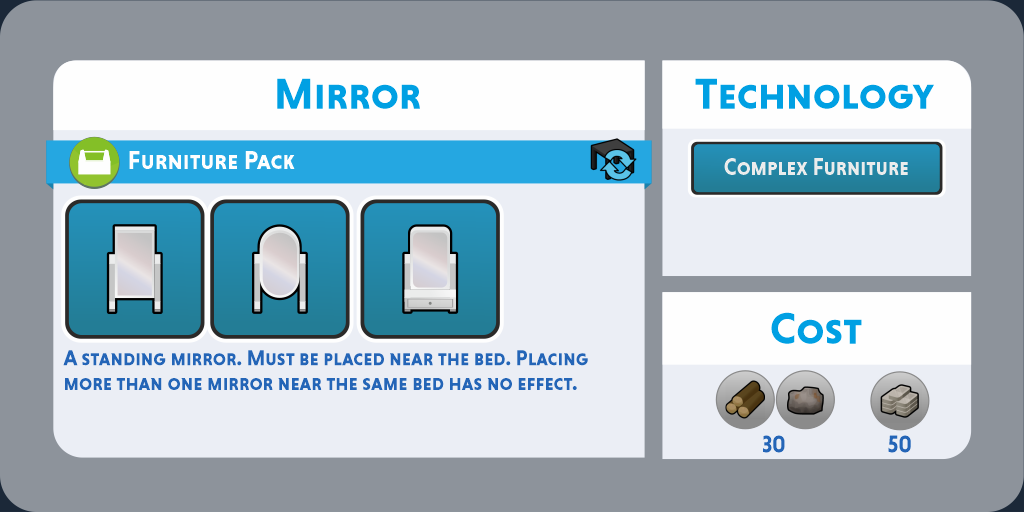 Mirror
Furniture Pack
A standing mirror. Must be placed near the bed. Placing
more than one mirror near the same bed has no effect.
Technology
Complex Furniture
Cost
30
50